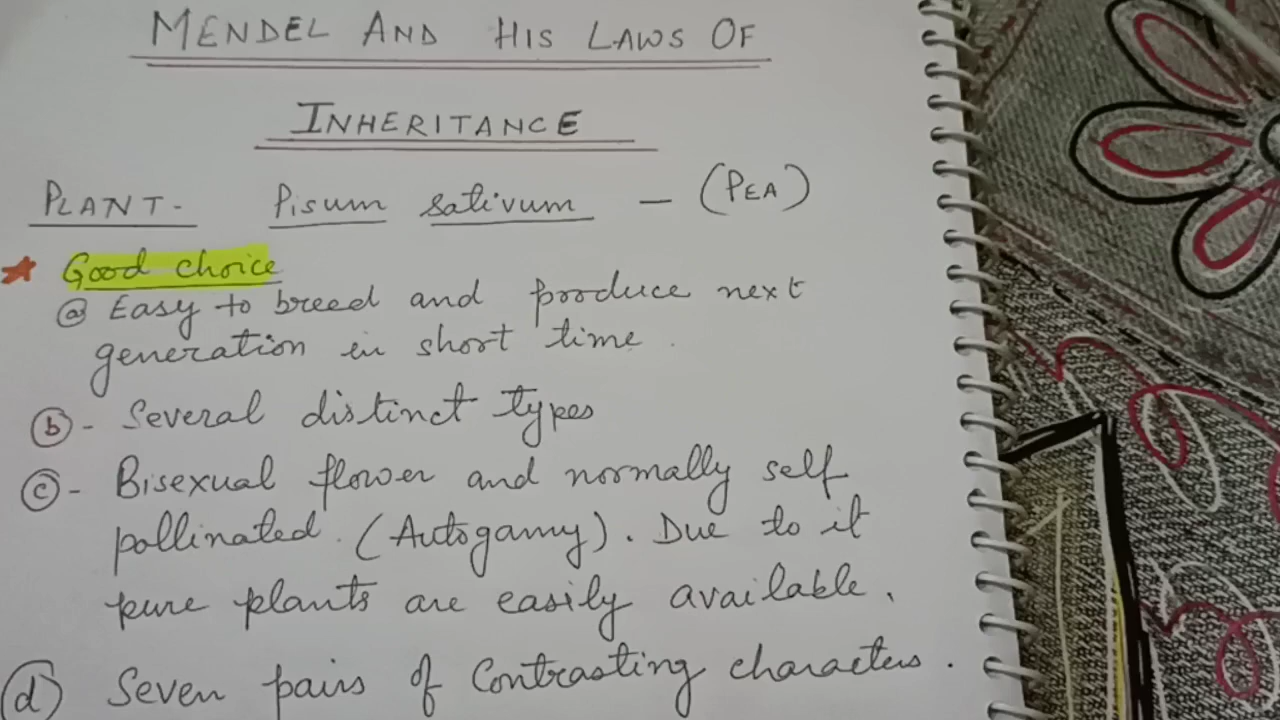 MENDEL AND HIS LAWS OF
INHERITANCE
PLANT- Pisum sativum — (PEA)
Good choice
@ Easy to breed and produce next
generation in short time.
(b)- Several distinct types
(c)- Bisexual flower and normally self
pollinated. (Autogamy). Due to it
pure plants are easily available.
(d) Seven pairs of Contrasting characters.